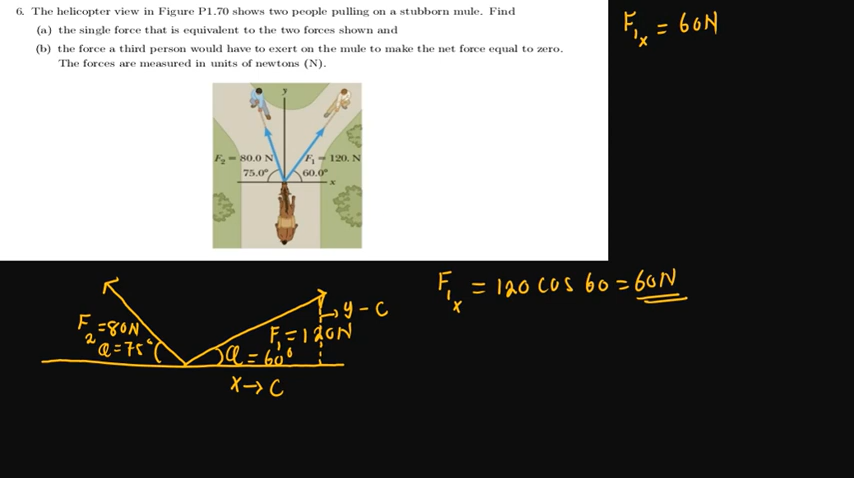 6. The helicopter view in Figure P1.70 shows two people pulling on a stubborn mule. Find
(a) the single force that is equivalent to the two forces shown and
(b) the force a third person would have to exert on the mule to make the net force equal to zero.
The forces are measured in units of newtons (N).
F₁ₓ = 60N
y
F₂ = 80.0 N
F₁ = 120. N
75.0°
60.0°
x
F₁ₓ = 120 cos 60 = 60N
F₂ = 80N
Q = 75°
y - C
F₁ = 120N
Q = 60°
x → C